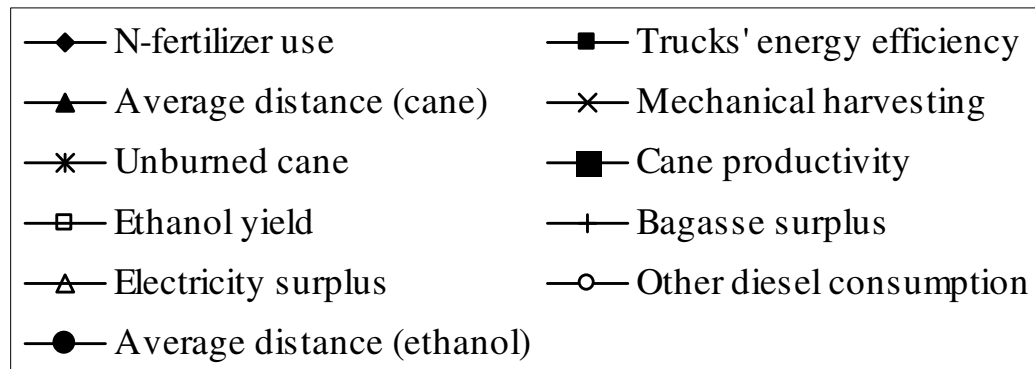 N-fertilizer use
Trucks' energy efficiency
Average distance (cane)
Mechanical harvesting
Unburned cane
Cane productivity
Ethanol yield
Bagasse surplus
Electricity surplus
Other diesel consumption
Average distance (ethanol)